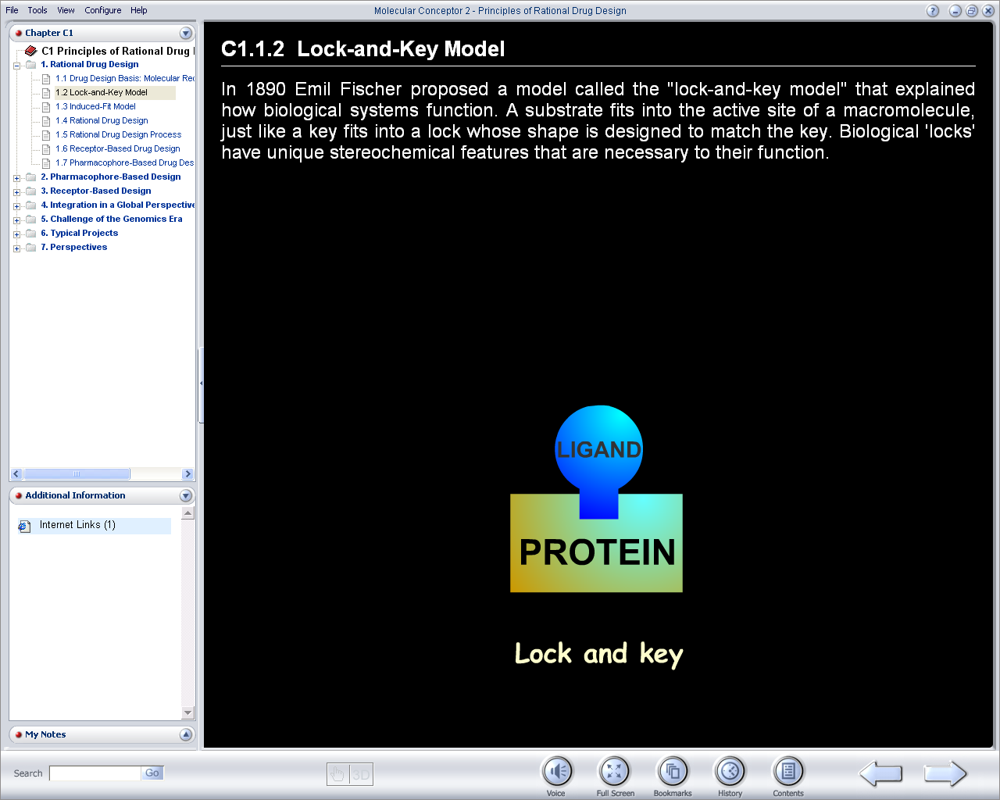 File Tools View Configure Help
Molecular Conceptor 2 - Principles of Rational Drug Design
Chapter C1
C1 Principles of Rational Drug
1. Rational Drug Design
1.1 Drug Design Basis: Molecular Rec
1.2 Lock-and-Key Model
1.3 Induced-Fit Model
1.4 Rational Drug Design
1.5 Rational Drug Design Process
1.6 Receptor-Based Drug Design
1.7 Pharmacophore-Based Drug Des
2. Pharmacophore-Based Design
3. Receptor-Based Design
4. Integration in a Global Perspective
5. Challenge of the Genomics Era
6. Typical Projects
7. Perspectives
Additional Information
Internet Links (1)
My Notes
C1.1.2 Lock-and-Key Model
In 1890 Emil Fischer proposed a model called the "lock-and-key model" that explained
how biological systems function. A substrate fits into the active site of a macromolecule,
just like a key fits into a lock whose shape is designed to match the key. Biological 'locks'
have unique stereochemical features that are necessary to their function.
LIGAND
PROTEIN
Lock and key
Search Go
3D
Voice Full Screen Bookmarks History Contents